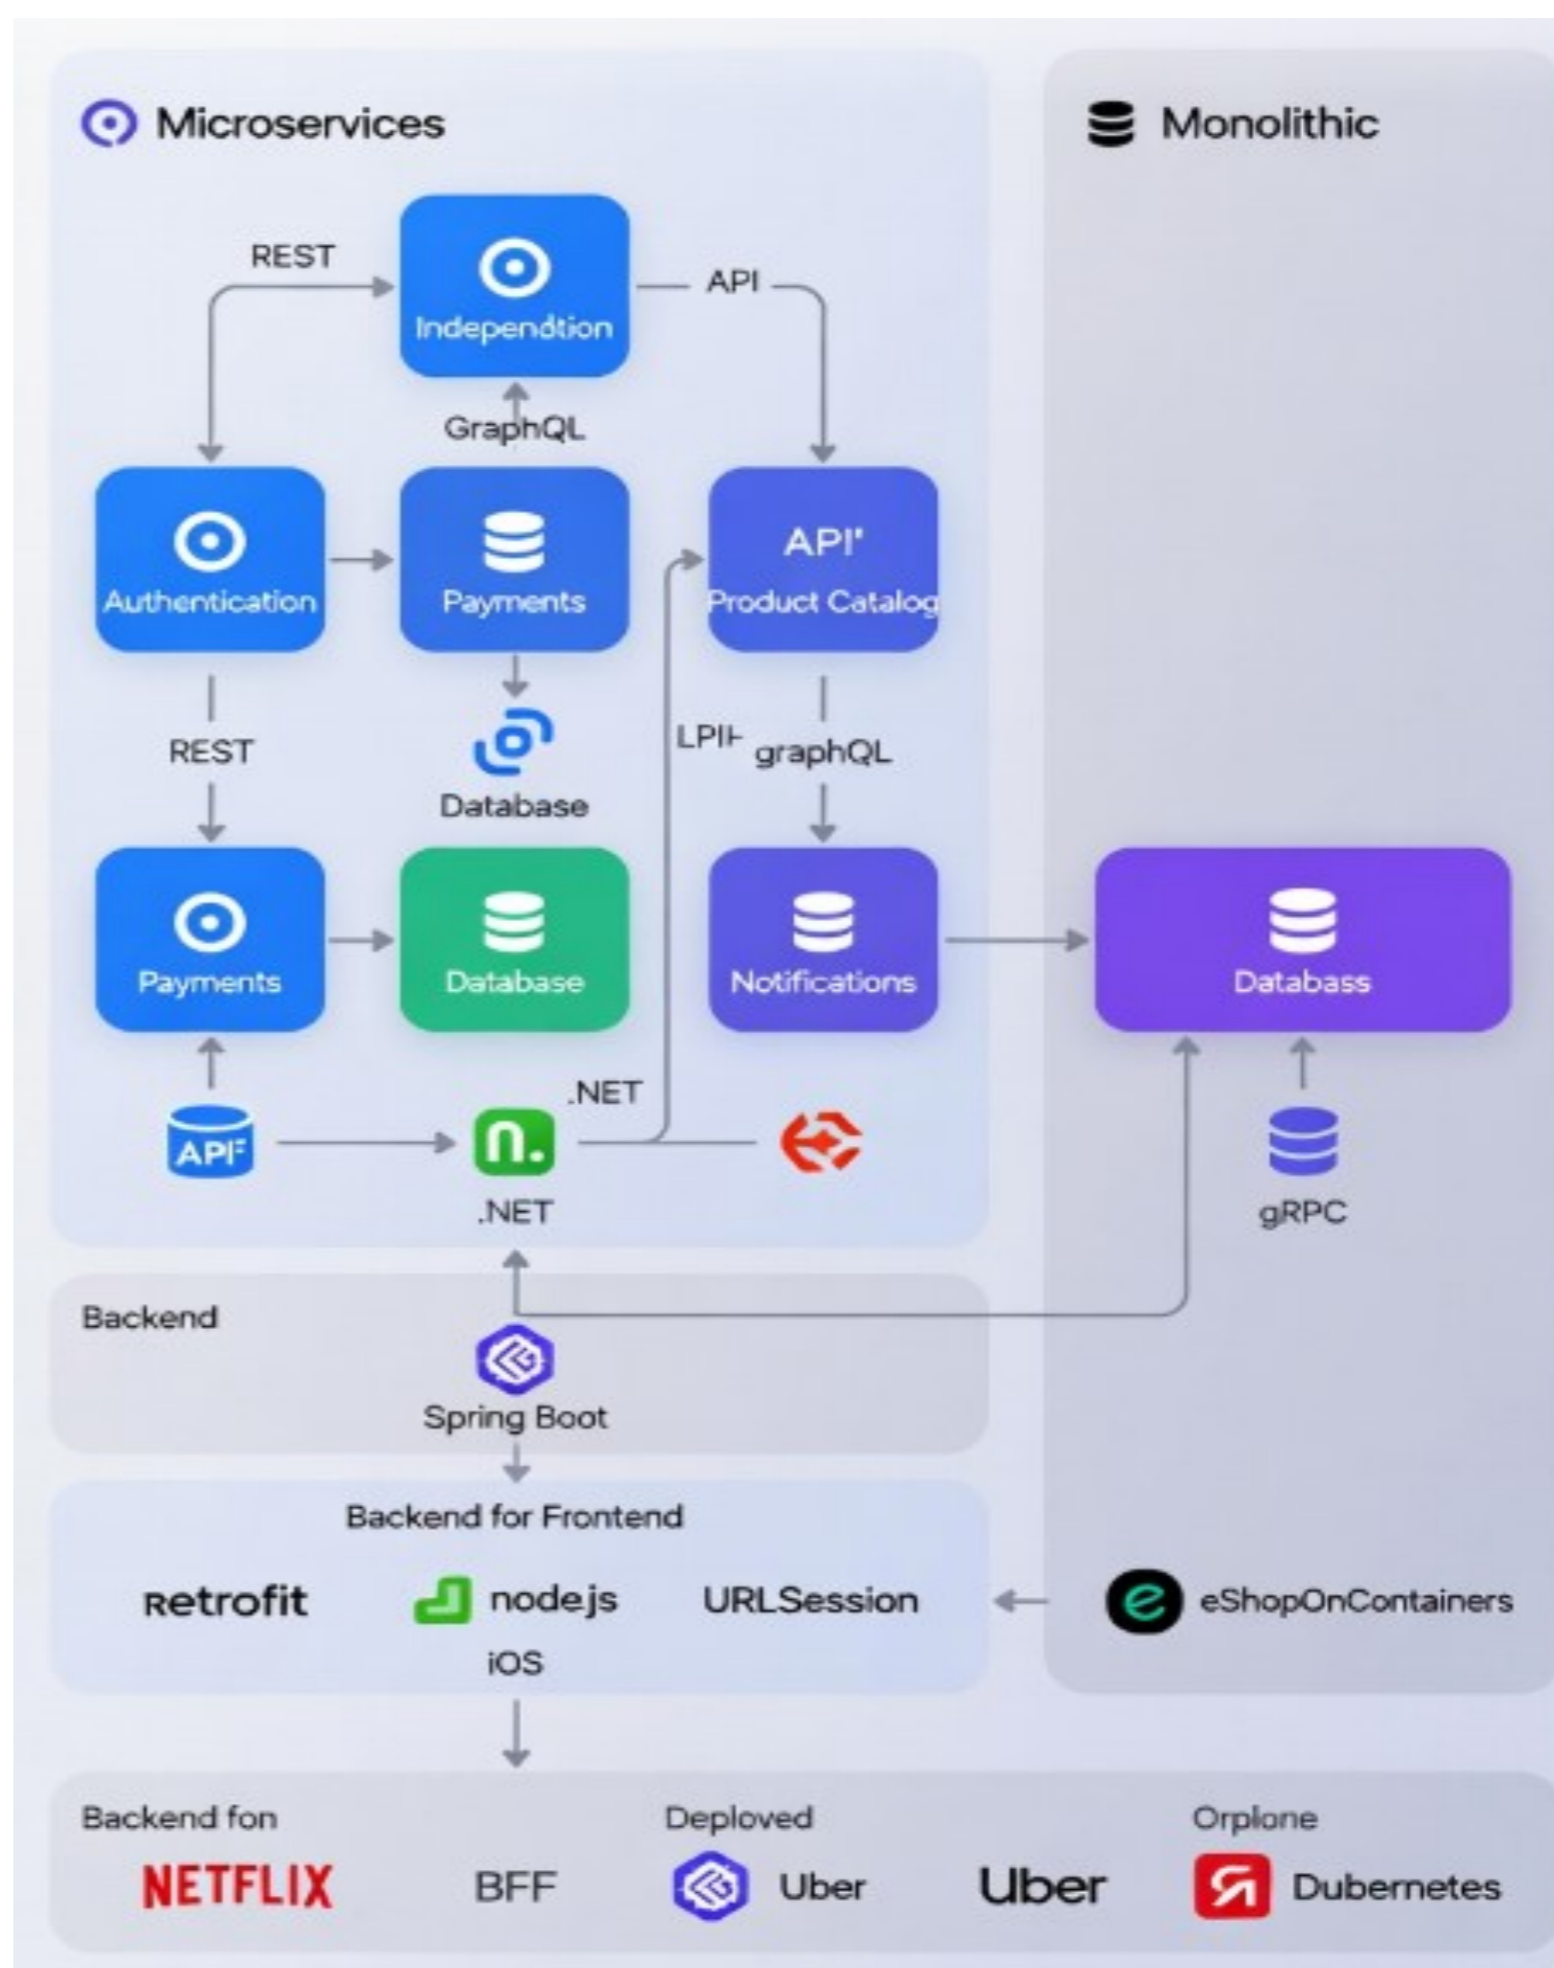 Microservices
Monolithic
REST
API
Independtion
GraphQL
Authentication
Payments
API'
Product Catalog
REST
Database
graphQL
Payments
Database
Notifications
Databass
.NET
API
.NET
gRPC
Backend
Spring Boot
Backend for Frontend
Retrofit
nodejs
URLSession
eShopOnContainers
iOS
Backend fon
Deploved
Orplone
NETFLIX
BFF
Uber
Uber
Dubernetes